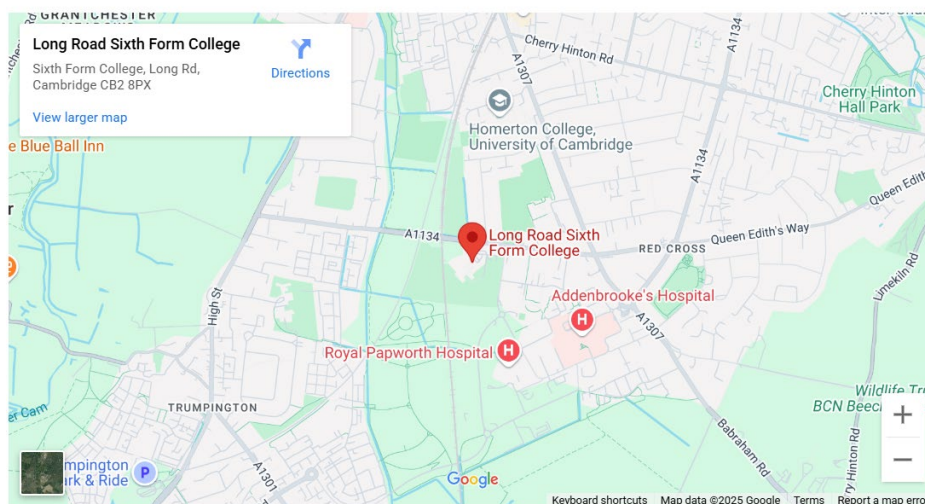 GRANTCHESTER
Long Road Sixth Form College
Sixth Form College, Long Rd,
Cambridge CB2 8PX
Directions
View larger map
e Blue Ball Inn
A1307
A1134
Cherry Hinton Rd
Cherry Hinton
Hall Park
Homerton College,
University of Cambridge
A1134
Queen Edith's
r
A1134
Long Road Sixth
Form College
RED CROSS
Queen Edith's Way
Limekiln Rd
High St
Addenbrooke's Hospital
H
A1307
Royal Papworth Hospital
H
TRUMPINGTON
er Cam
Wildlife Tr
BCN Beec
Babraham Rd
y Hinton Rd
A1301
umpington
rk & Ride
P
Google
+
−
Keyboard shortcuts Map data ©2025 Google Terms Report a map erro